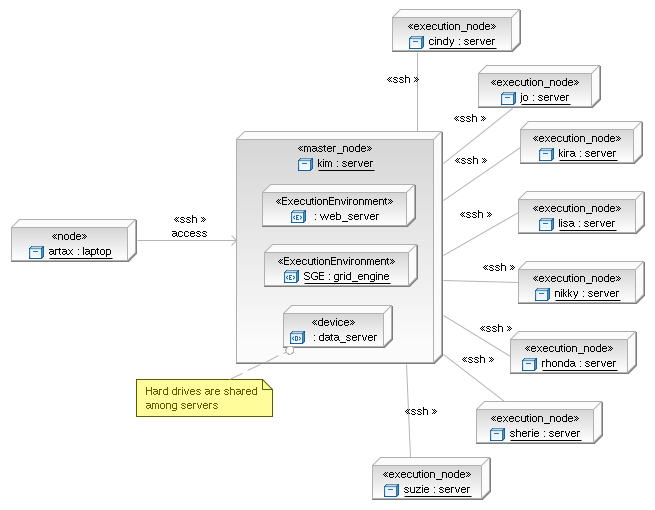 «execution_node»
cindy : server
«ssh »
«execution_node»
jo : server
«ssh »
«execution_node»
kira : server
«ssh »
«master_node»
kim : server
«ExecutionEnvironment»
: web_server
«ExecutionEnvironment»
SGE : grid_engine
«device»
: data_server
«node»
artax : laptop
«ssh »
access
«execution_node»
lisa : server
«ssh »
«execution_node»
nikky : server
«ssh »
«execution_node»
rhonda : server
«ssh »
«execution_node»
sherie : server
«ssh »
«execution_node»
suzie : server
«ssh »
Hard drives are shared
among servers